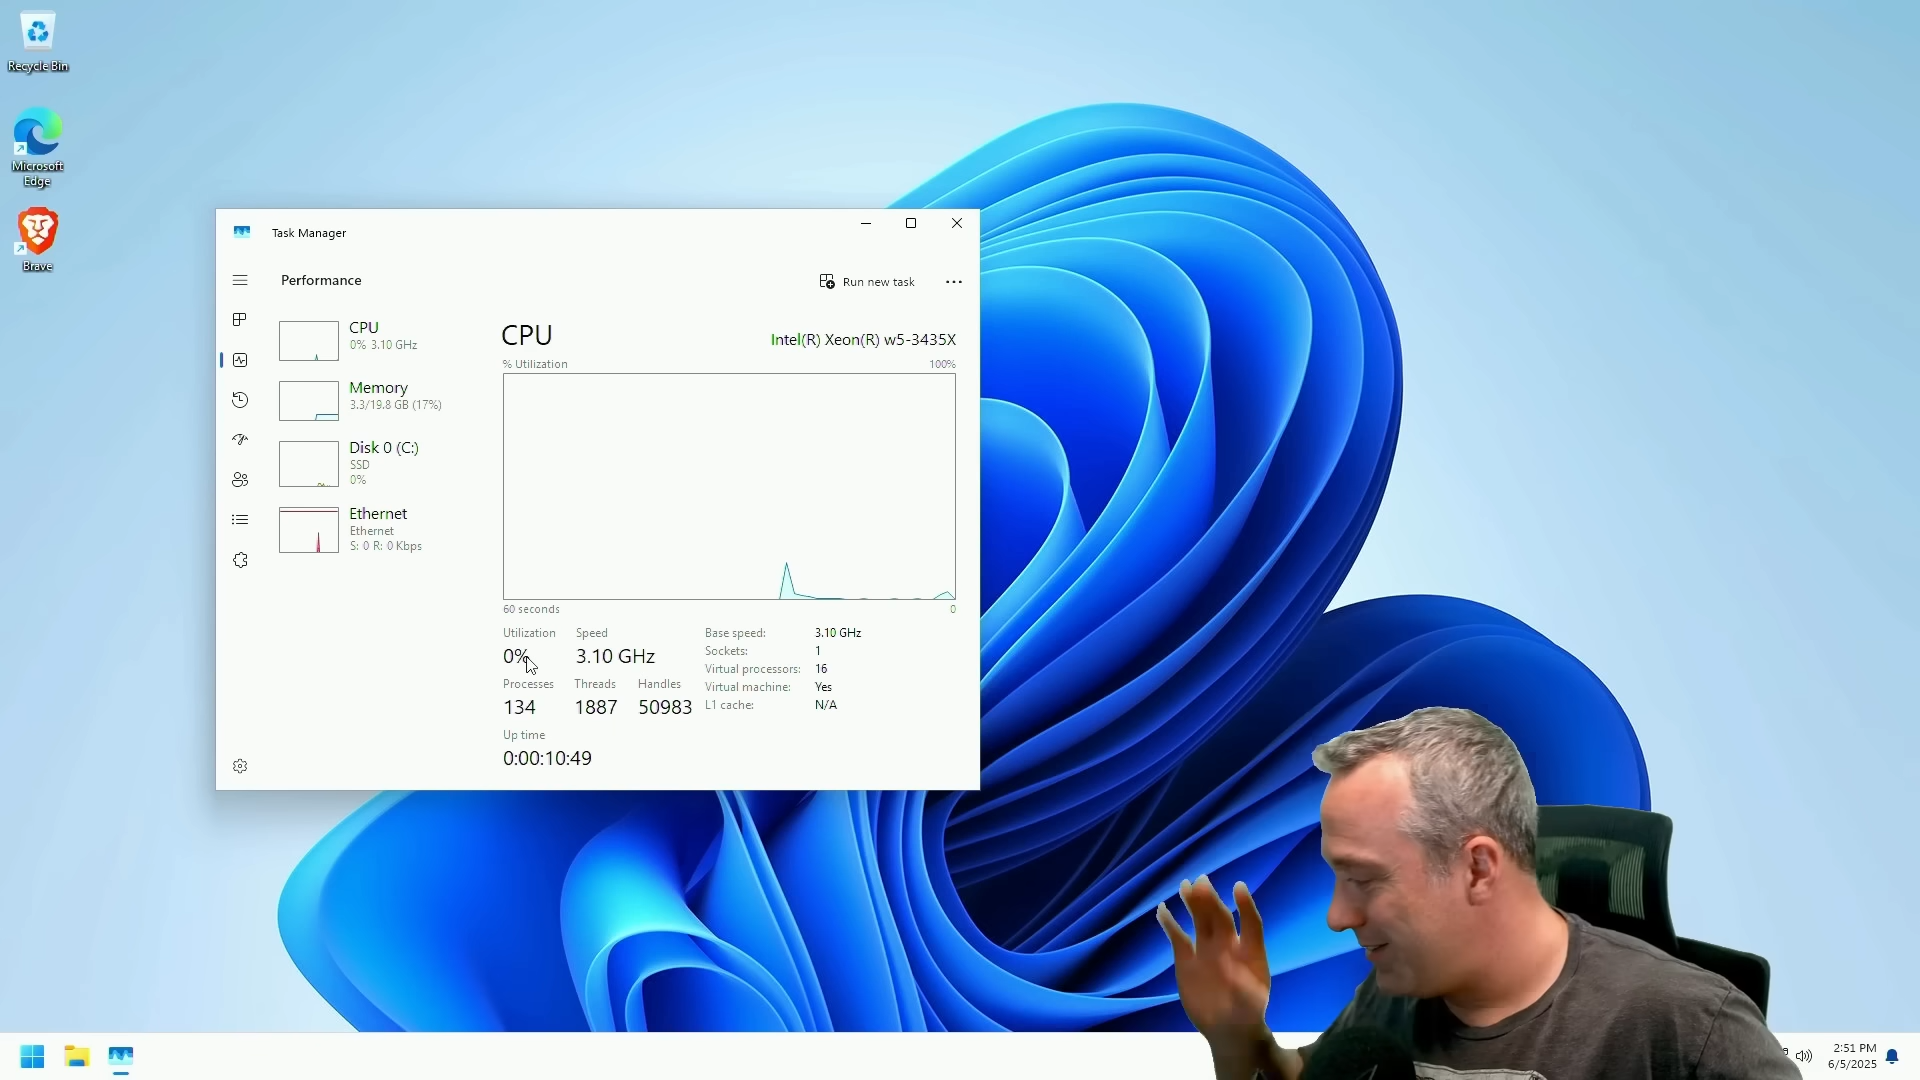 Recycle Bin
Microsoft
Edge
Brave
Task Manager
Performance
Run new task
CPU
0% 3.10 GHz
Memory
3.3/19.8 GB (17%)
Disk 0 (C:)
SSD
0%
Ethernet
Ethernet
S: 0 R: 0 Kbps
CPU
Intel(R) Xeon(R) w5-3435X
% Utilization
100%
60 seconds
0
Utilization
Speed
0%
3.10 GHz
Processes
Threads
Handles
134
1887
50983
Up time
0:00:10:49
Base speed:
3.10 GHz
Sockets:
1
Virtual processors:
16
Virtual machine:
Yes
L1 cache:
N/A
2:51 PM
6/5/2025